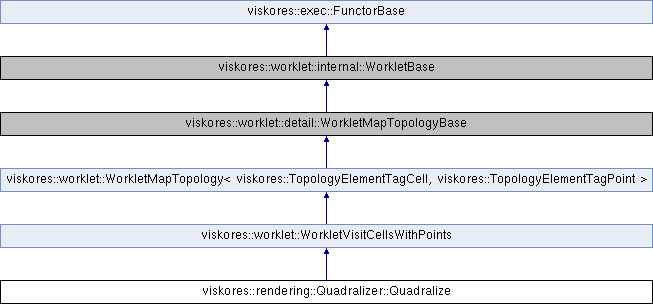 viskores::exec::FunctorBase
viskores::worklet::internal::WorkletBase
viskores::worklet::detail::WorkletMapTopologyBase
viskores::worklet::WorkletMapTopology< viskores::TopologyElementTagCell, viskores::TopologyElementTagPoint >
viskores::worklet::WorkletVisitCellsWithPoints
viskores::rendering::Quadralizer::Quadralize